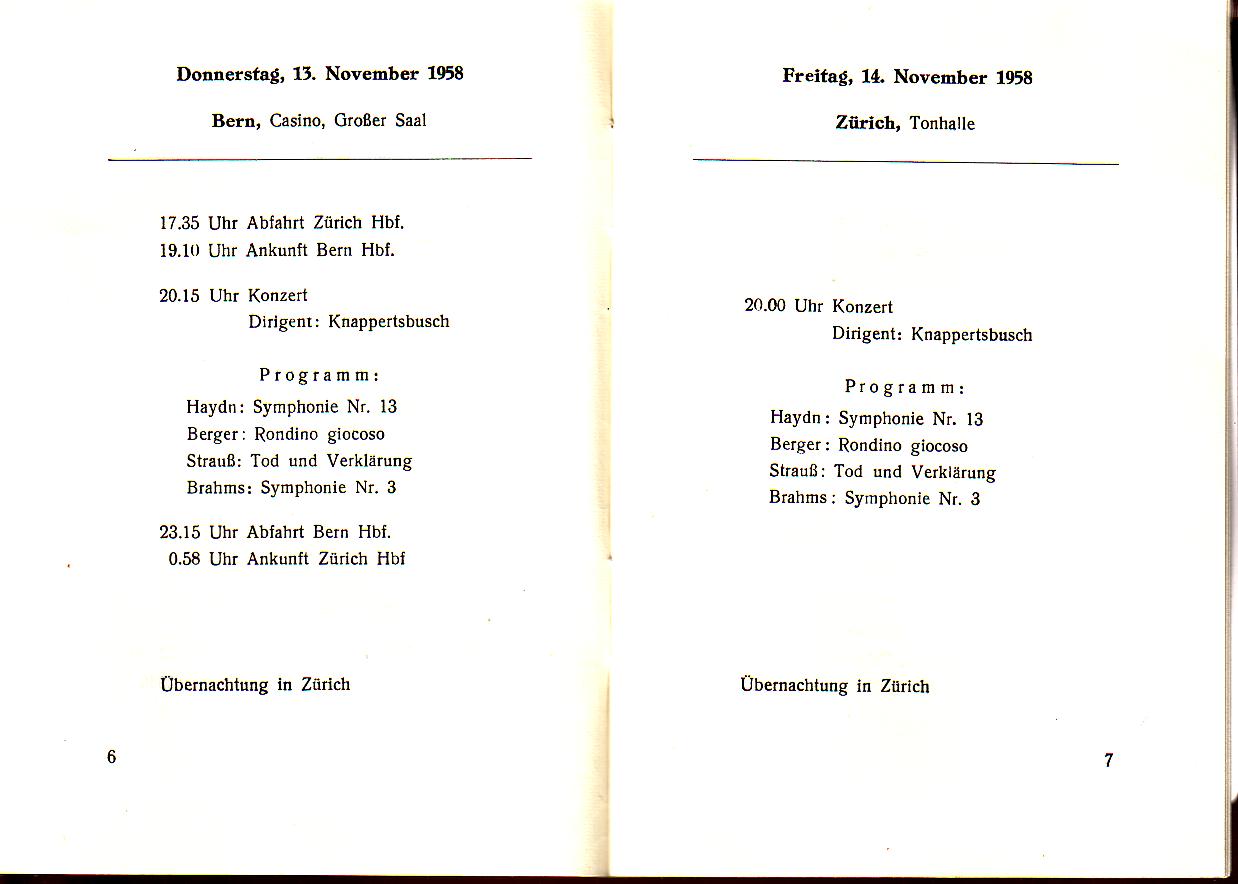 Donnerstag, 13. November 1958
Bern, Casino, Großer Saal
17.35 Uhr Abfahrt Zürich Hbf.
19.10 Uhr Ankunft Bern Hbf.
20.15 Uhr Konzert
Dirigent: Knappertsbusch
Programm:
Haydn: Symphonie Nr. 13
Berger: Rondino giocoso
Strauß: Tod und Verklärung
Brahms: Symphonie Nr. 3
23.15 Uhr Abfahrt Bern Hbf.
0.58 Uhr Ankunft Zürich Hbf
Übernachtung in Zürich
6
Freitag, 14. November 1958
Zürich, Tonhalle
20.00 Uhr Konzert
Dirigent: Knappertsbusch
Programm:
Haydn: Symphonie Nr. 13
Berger: Rondino giocoso
Strauß: Tod und Verklärung
Brahms: Symphonie Nr. 3
Übernachtung in Zürich
7